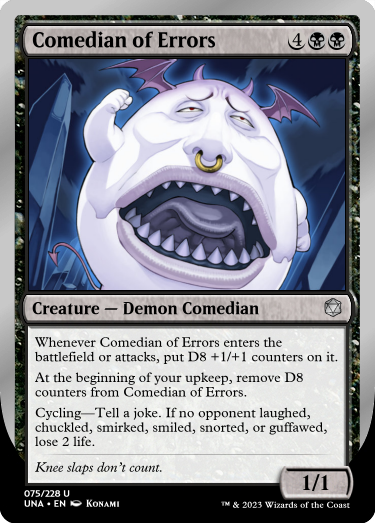 Comedian of Errors 4
Creature — Demon Comedian
Whenever Comedian of Errors enters the
battlefield or attacks, put D8 +1/+1 counters on it.
At the beginning of your upkeep, remove D8
counters from Comedian of Errors.
Cycling—Tell a joke. If no opponent laughed,
chuckled, smirked, smiled, snorted, or guffawed,
lose 2 life.
Knee slaps don't count.
1/1
075/228 U
UNA • EN Konami
™ & 2023 Wizards of the Coast